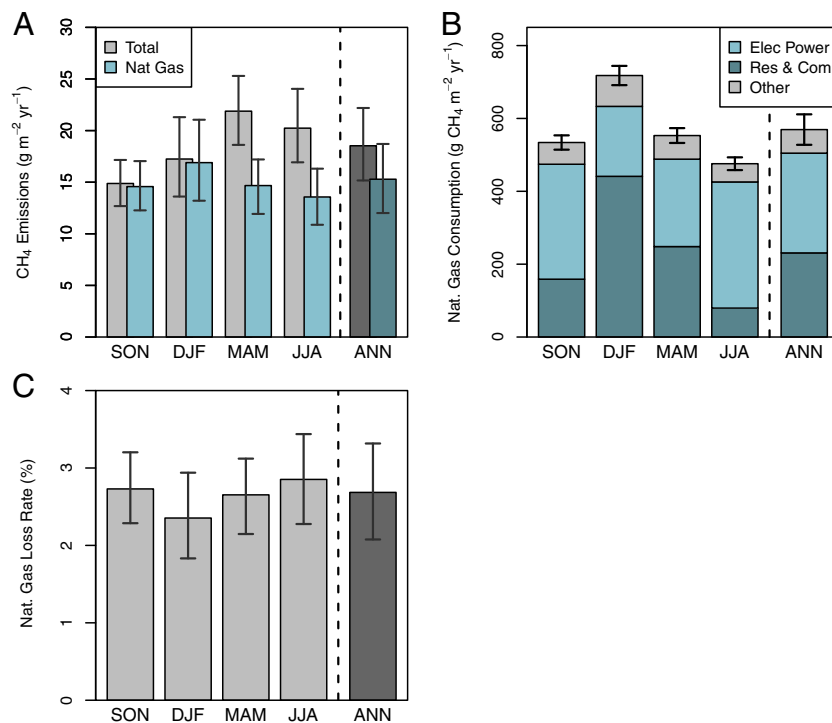 A
CH₄ Emissions (g m⁻² yr⁻¹)
30
25
20
15
10
5
0
Total
Nat Gas
SON DJF MAM JJA ANN
B
Nat. Gas Consumption (g CH₄ m⁻² yr⁻¹)
800
600
400
200
0
Elec Power
Res & Com
Other
SON DJF MAM JJA ANN
C
Nat. Gas Loss Rate (%)
4
3
2
1
0
SON DJF MAM JJA ANN